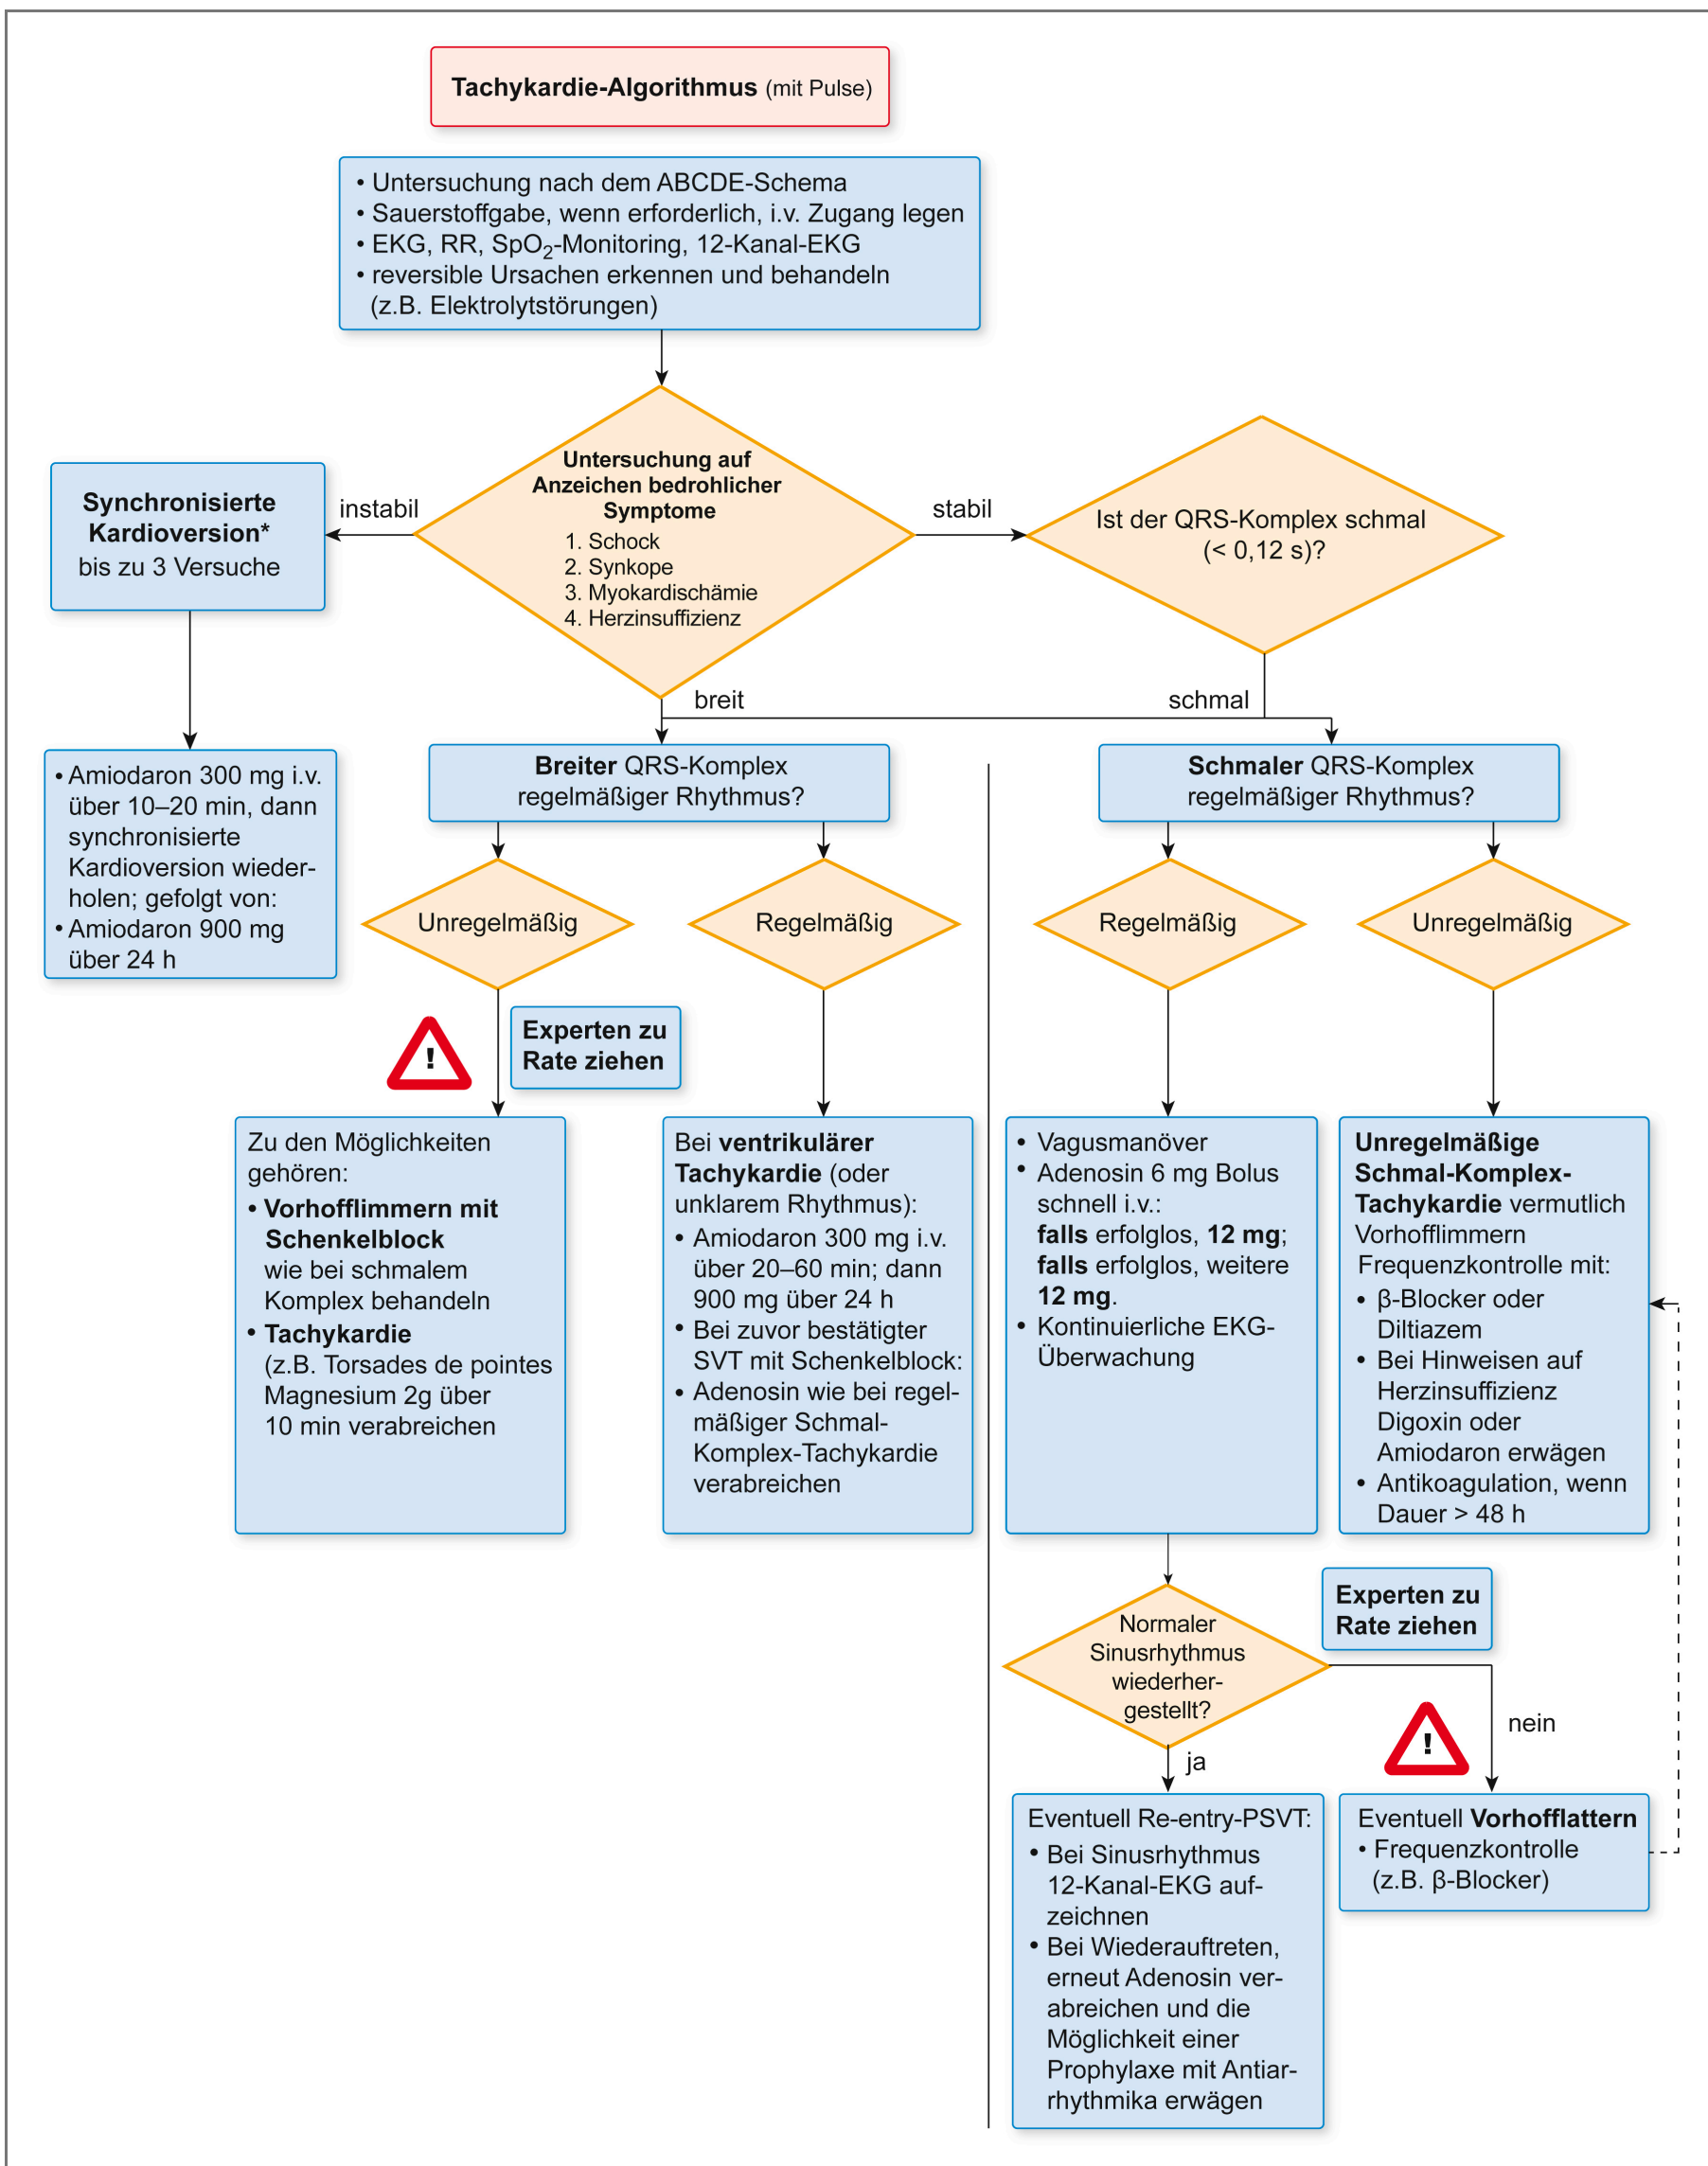 Tachykardie-Algorithmus (mit Pulse)
• Untersuchung nach dem ABCDE-Schema
• Sauerstoffgabe, wenn erforderlich, i.v. Zugang legen
• EKG, RR, SpO₂-Monitoring, 12-Kanal-EKG
• reversible Ursachen erkennen und behandeln
(z.B. Elektrolytstörungen)
Untersuchung auf
Anzeichen bedrohlicher
Symptome
1. Schock
2. Synkope
3. Myokardischämie
4. Herzinsuffizienz
instabil
stabil
Synchronisierte
Kardioversion*
bis zu 3 Versuche
Ist der QRS-Komplex schmal
(< 0,12 s)?
breit
schmal
• Amiodaron 300 mg i.v.
über 10–20 min, dann
synchronisierte
Kardioversion wieder-
holen; gefolgt von:
• Amiodaron 900 mg
über 24 h
Breiter QRS-Komplex
regelmäßiger Rhythmus?
Schmaler QRS-Komplex
regelmäßiger Rhythmus?
Unregelmäßig
Regelmäßig
Regelmäßig
Unregelmäßig
!
Experten zu
Rate ziehen
Zu den Möglichkeiten
gehören:
• Vorhofflimmern mit
Schenkelblock
wie bei schmalem
Komplex behandeln
• Tachykardie
(z.B. Torsades de pointes
Magnesium 2g über
10 min verabreichen
Bei ventrikulärer
Tachykardie (oder
unklarem Rhythmus):
• Amiodaron 300 mg i.v.
über 20–60 min; dann
900 mg über 24 h
• Bei zuvor bestätigter
SVT mit Schenkelblock:
• Adenosin wie bei regel-
mäßiger Schmal-
Komplex-Tachykardie
verabreichen
• Vagusmanöver
• Adenosin 6 mg Bolus
schnell i.v.:
falls erfolglos, 12 mg;
falls erfolglos, weitere
12 mg.
• Kontinuierliche EKG-
Überwachung
Unregelmäßige
Schmal-Komplex-
Tachykardie vermutlich
Vorhofflimmern
Frequenzkontrolle mit:
• β-Blocker oder
Diltiazem
• Bei Hinweisen auf
Herzinsuffizienz
Digoxin oder
Amiodaron erwägen
• Antikoagulation, wenn
Dauer > 48 h
Normaler
Sinusrhythmus
wiederher-
gestellt?
Experten zu
Rate ziehen
nein
!
ja
Eventuell Re-entry-PSVT:
• Bei Sinusrhythmus
12-Kanal-EKG auf-
zeichnen
• Bei Wiederauftreten,
erneut Adenosin ver-
abreichen und die
Möglichkeit einer
Prophylaxe mit Antiar-
rhythmika erwägen
Eventuell Vorhofflattern
• Frequenzkontrolle
(z.B. β-Blocker)